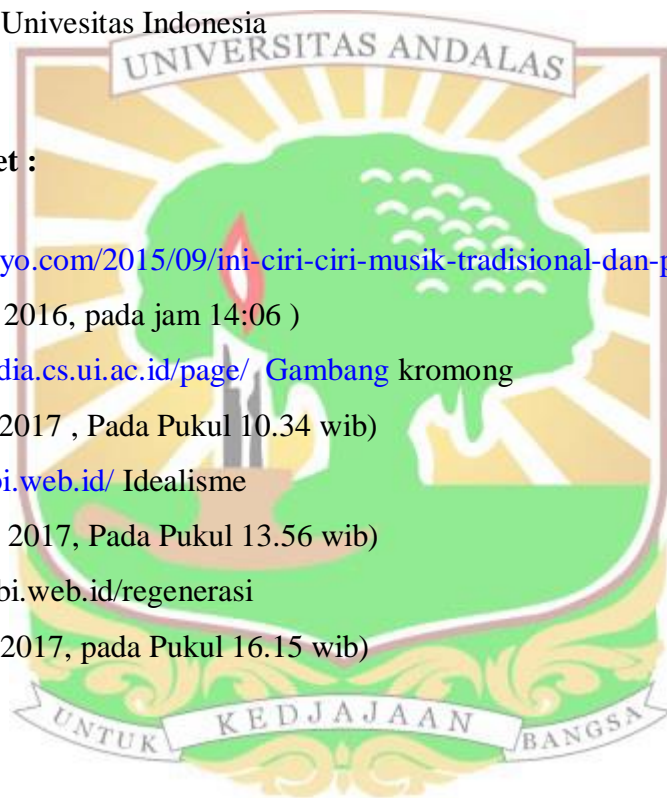 Univesitas Indonesia
UNIVERSITAS ANDALAS
et :
yo.com/2015/09/ini-ciri-ciri-musik-tradisional-dan-p
2016, pada jam 14:06 )
dia.cs.ui.ac.id/page/ Gambang kromong
2017 , Pada Pukul 10.34 wib)
bi.web.id/ Idealisme
2017, Pada Pukul 13.56 wib)
bi.web.id/regenerasi
2017, pada Pukul 16.15 wib)
UNTUK KEDJAJAAN BANGSA